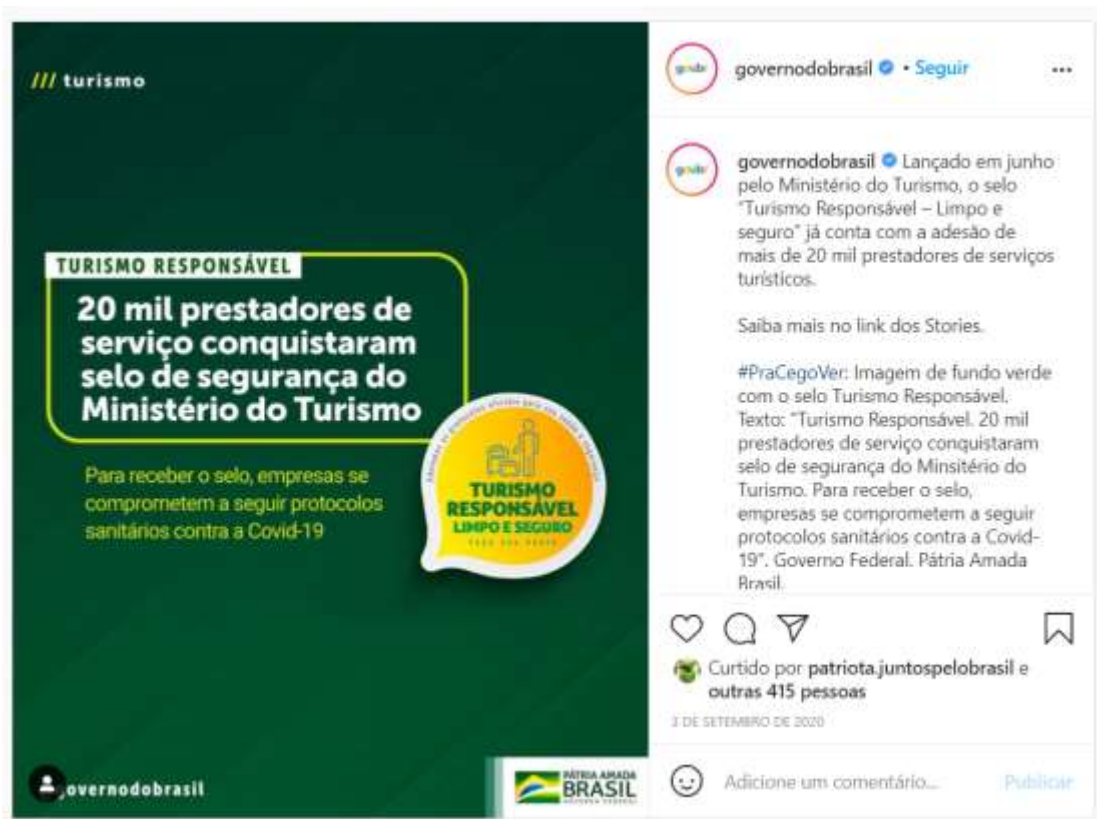 /// turismo
TURISMO RESPONSÁVEL
20 mil prestadores de
serviço conquistaram
selo de segurança do
Ministério do Turismo
Para receber o selo, empresas se
comprometem a seguir protocolos
sanitários contra a Covid-19
TURISMO
RESPONSÁVEL
LIMPO E SEGURO
overnodobrasil
PÁTRIA AMADA
BRASIL
GOVERNO FEDERAL
governodobrasil • Seguir
governodobrasil Lançado em junho
pelo Ministério do Turismo, o selo
"Turismo Responsável – Limpo e
seguro" já conta com a adesão de
mais de 20 mil prestadores de serviços
turísticos.
Saiba mais no link dos Stories.
#PraCegoVer: Imagem de fundo verde
com o selo Turismo Responsável.
Texto: "Turismo Responsável. 20 mil
prestadores de serviço conquistaram
selo de segurança do Minsitério do
Turismo. Para receber o selo,
empresas se comprometem a seguir
protocolos sanitários contra a Covid-
19". Governo Federal. Pátria Amada
Brasil.
Curtido por patriota.juntospelobrasil e
outras 415 pessoas
DE SETEMBRO DE 2020
Adicione um comentário... Publicar